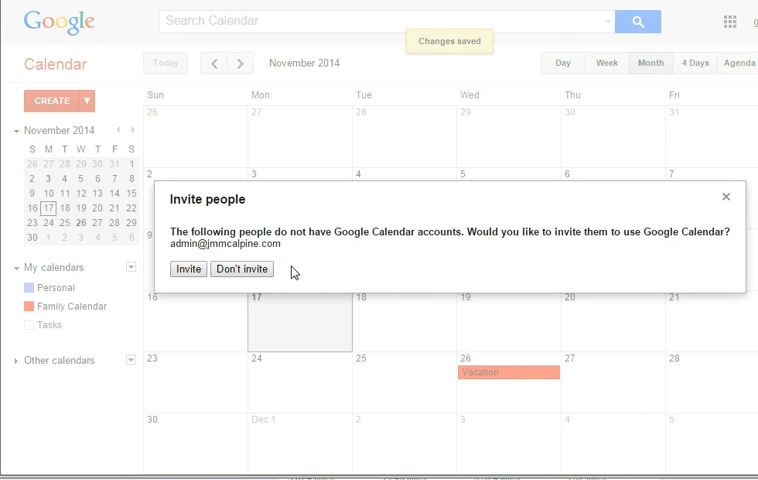 Google
Search Calendar
Changes saved
Calendar
Today
November 2014
Day Week Month 4 Days Agenda
CREATE
Sun Mon Tue Wed Thu Fri
November 2014
S M T W T F S
26 27 28 29 30 31 1
2 3 4 5 6 7 8
9 10 11 12 13 14 15
16 17 18 19 20 21 22
23 24 25 26 27 28 29
30 1 2 3 4 5 6
My calendars
Personal
Family Calendar
Tasks
Other calendars
26 27 28 29 30 31
2 3 4 5 6 7
9
Invite people
The following people do not have Google Calendar accounts. Would you like to invite them to use Google Calendar?
admin@jmmcalpine.com
Invite Don't invite
16 17 18 19 20 21
23 24 25 26 27 28
Vacation
30 Dec 1 2 3 4 5